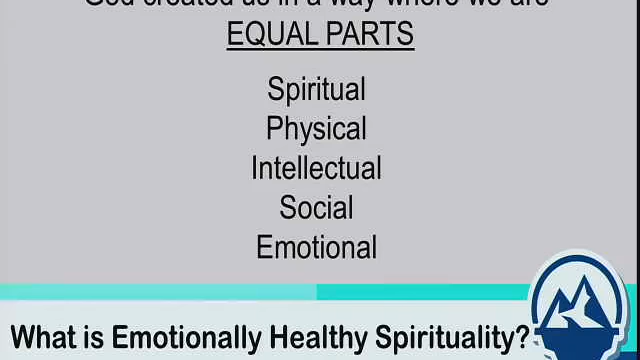 God created us in a way where we are
EQUAL PARTS
Spiritual
Physical
Intellectual
Social
Emotional
What is Emotionally Healthy Spirituality?